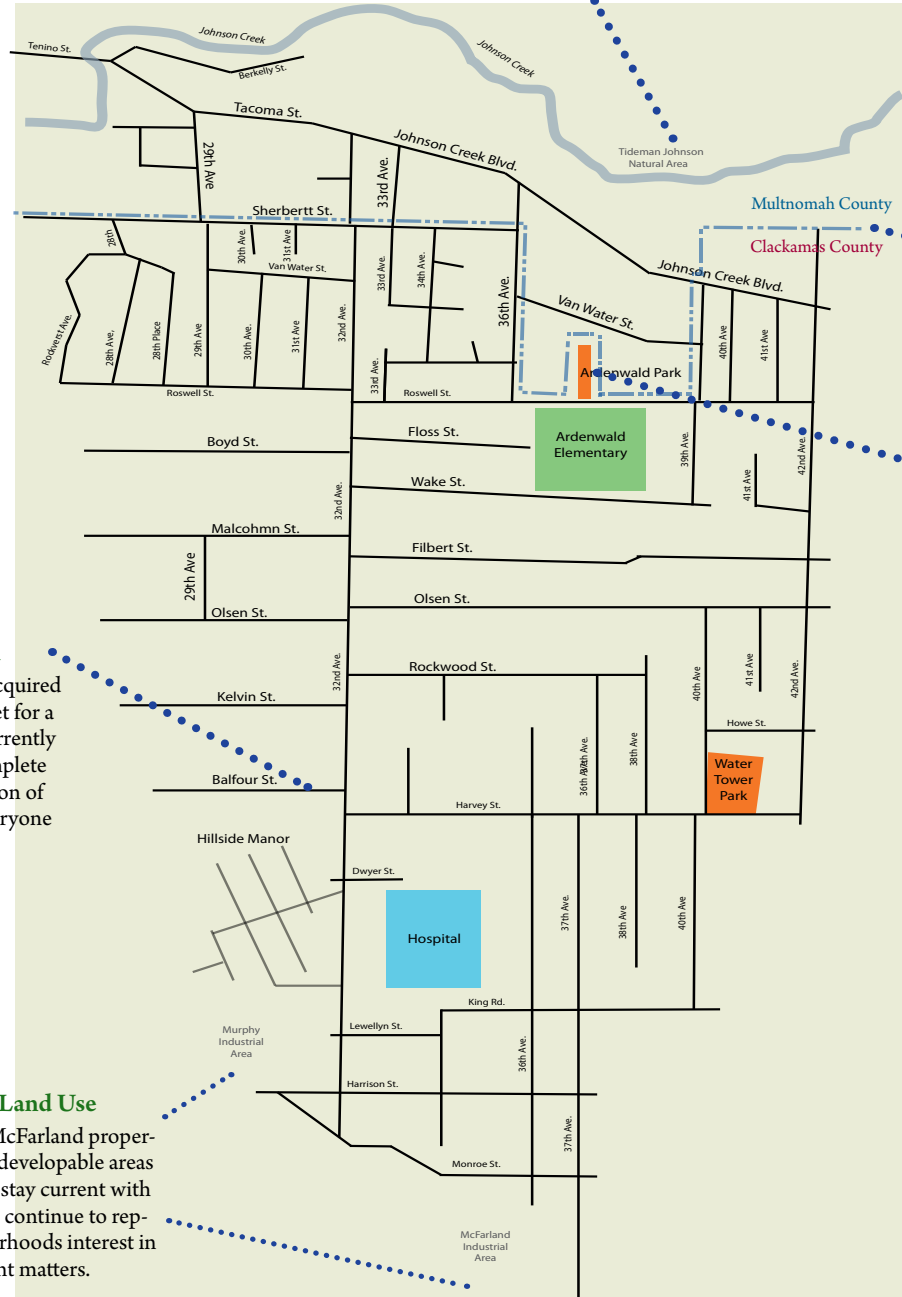 Johnson Creek
Tenino St.
Johnson Creek
Berkelly St.
Tacoma St.
Johnson Creek Blvd.
Tideman Johnson
Natural Area
29th Ave
33rd Ave.
Multnomah County
Sherbertt St.
Clackamas County
28th
30th Ave.
31st Ave
Van Water St.
33rd Ave.
34th Ave.
36th Ave.
Johnson Creek Blvd.
Van Water St.
Rockverst Ave.
28th Ave,
28th Place
29th Ave
30th Ave.
31st Ave
32nd Ave.
33rd Ave.
40th Ave
41st Ave
Ardenwald Park
Roswell St.
Roswell St.
Boyd St.
Floss St.
Ardenwald
Elementary
39th Ave.
42nd Ave.
32nd Ave.
Wake St.
41st Ave
Malcohmn St.
Filbert St.
29th Ave
Olsen St.
Olsen St.
32nd Ave.
Rockwood St.
40th Ave
41st Ave
42nd Ave.
cquired
et for a
rrently
plete
on of
ryone
Kelvin St.
Howe St.
36th Ave.
38th Ave
Balfour St.
Water
Tower
Park
Harvey St.
Hillside Manor
Dwyer St.
Hospital
37th Ave.
38th Ave
40th Ave
King Rd.
Lewellyn St.
Murphy
Industrial
Area
36th Ave.
Harrison St.
37th Ave.
Monroe St.
Land Use
McFarland proper-
developable areas
stay current with
continue to rep-
rhoods interest in
nt matters.
McFarland
Industrial
Area